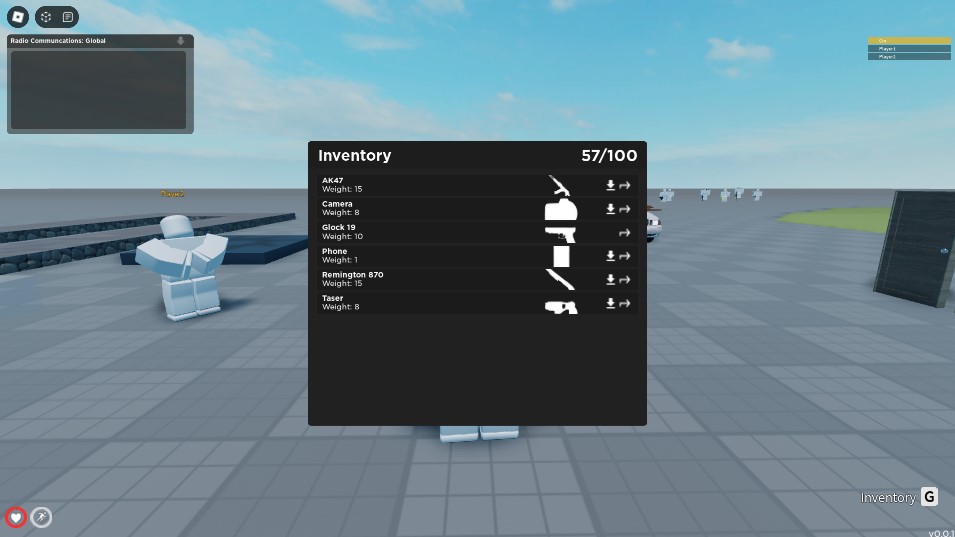 Radio Communcations: Global
Player1
Player2
Inventory 57/100
AK47
Weight: 15
Camera
Weight: 8
Glock 19
Weight: 10
Phone
Weight: 1
Remington 870
Weight: 15
Taser
Weight: 8
Inventory G
v0.0.1